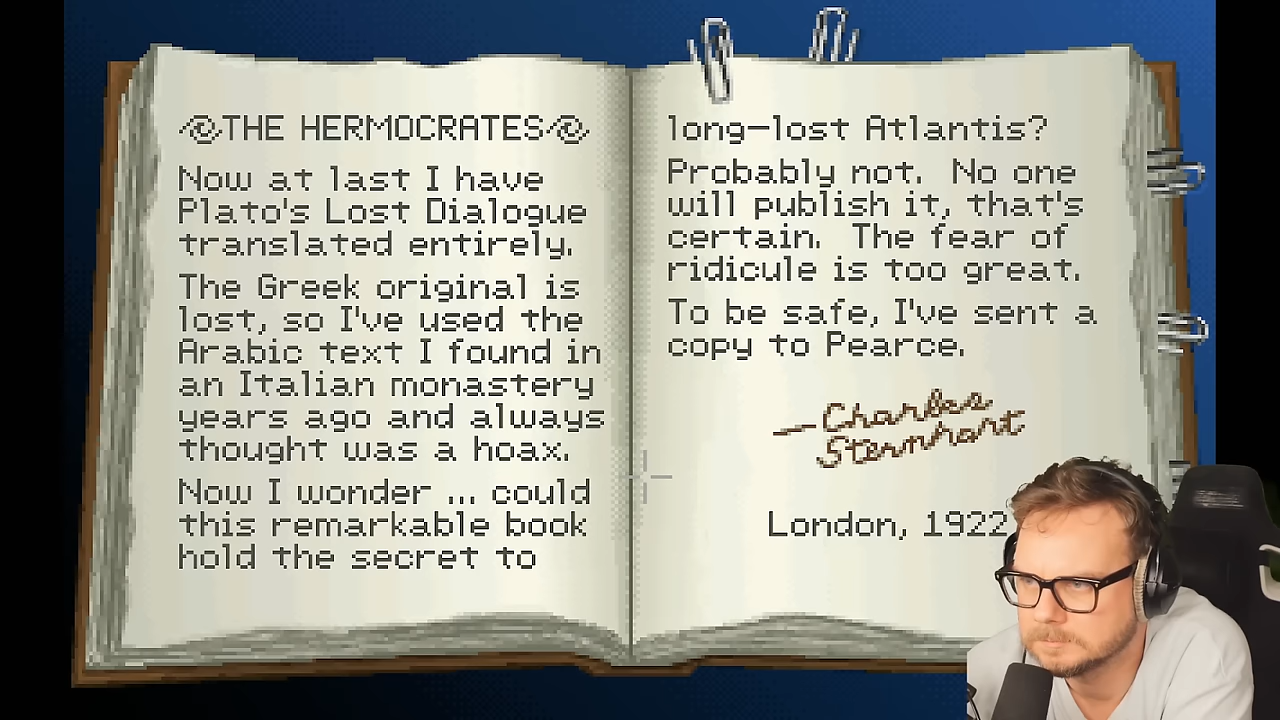 THE HERMOCRATES
Now at last I have
Plato's Lost Dialogue
translated entirely.
The Greek original is
lost, so I've used the
Arabic text I found in
an Italian monastery
years ago and always
thought was a hoax.
Now I wonder ... could
this remarkable book
hold the secret to
long-lost Atlantis?
Probably not. No one
will publish it, that's
certain. The fear of
ridicule is too great.
To be safe, I've sent a
copy to Pearce.
—Charles
Sternhart
London, 1922